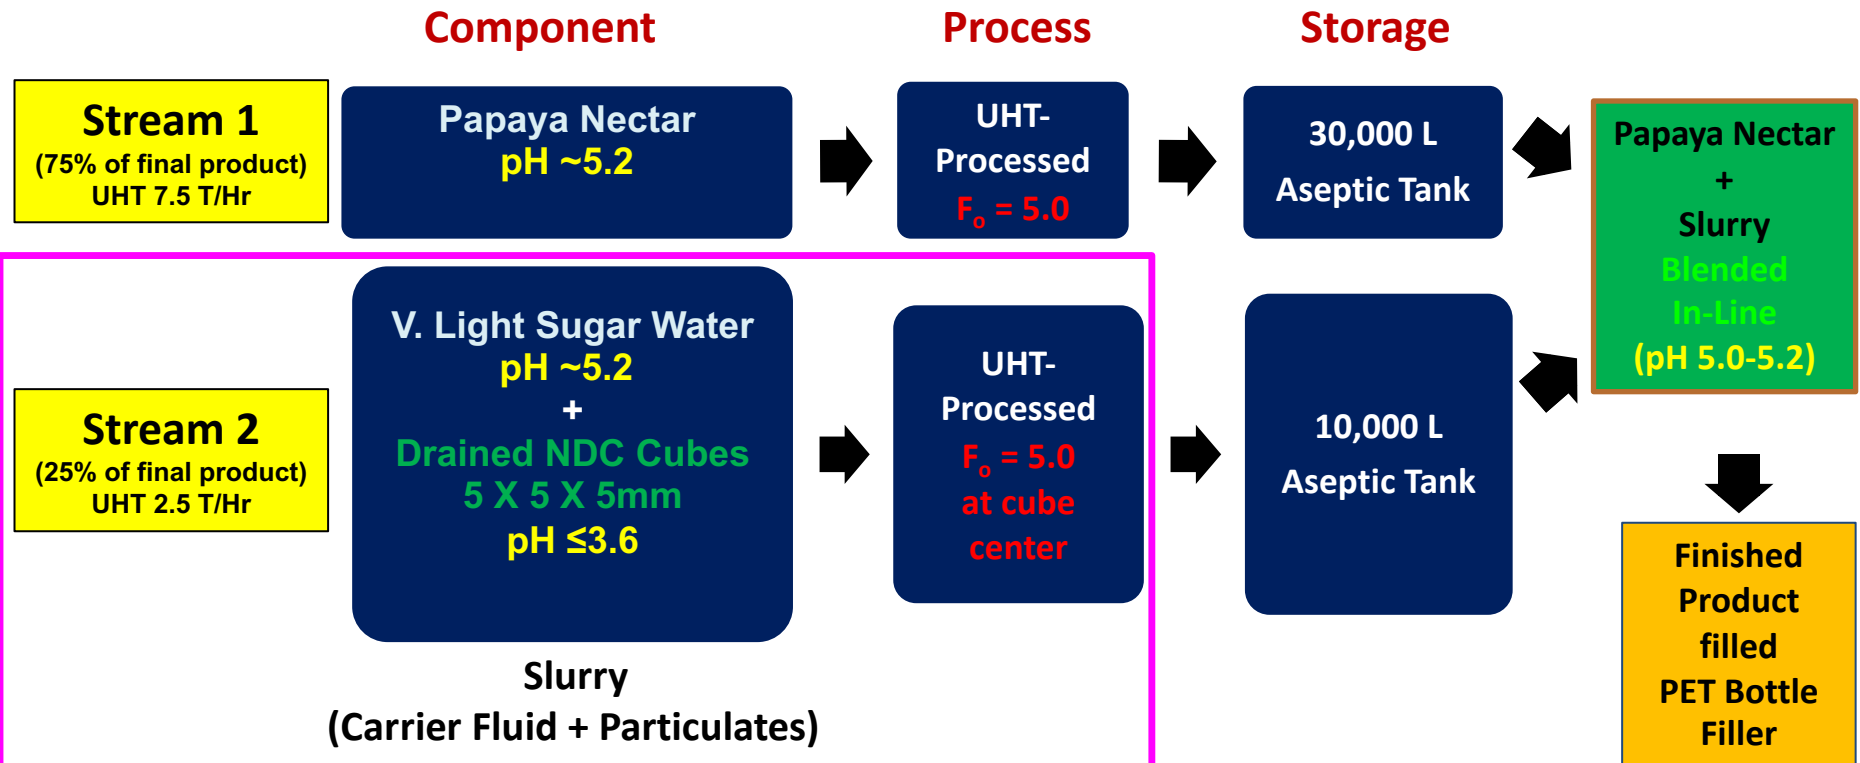 Component
Process
Storage
Stream 1
(75% of final product)
UHT 7.5 T/Hr
Papaya Nectar
pH ~5.2
UHT-
Processed
Fo = 5.0
30,000 L
Aseptic Tank
Papaya Nectar
+
Slurry
Blended
In-Line
(pH 5.0-5.2)
Stream 2
(25% of final product)
UHT 2.5 T/Hr
V. Light Sugar Water
pH ~5.2
+
Drained NDC Cubes
5 X 5 X 5mm
pH ≤3.6
Slurry
(Carrier Fluid + Particulates)
UHT-
Processed
Fo = 5.0
at cube
center
10,000 L
Aseptic Tank
Finished
Product
filled
PET Bottle
Filler